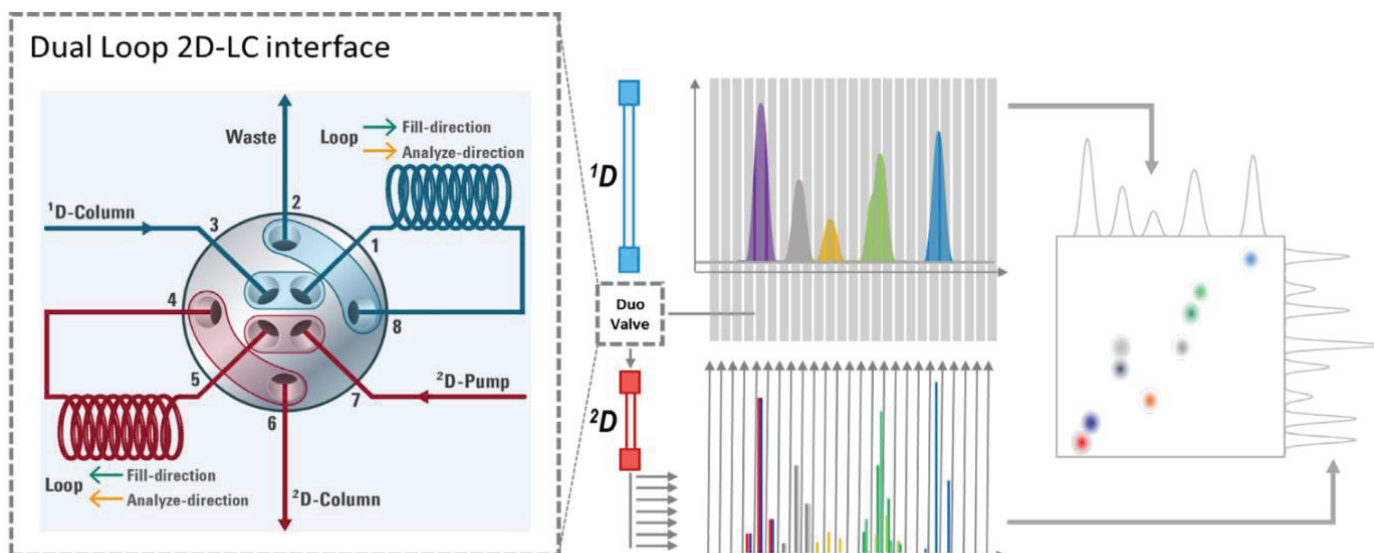 Dual Loop 2D-LC interface
Waste
Loop
Fill-direction
Analyze-direction
¹D-Column
2
3
1
4
8
5
7
6
²D-Pump
Loop
Fill-direction
Analyze-direction
²D-Column
¹D
Duo
Valve
²D